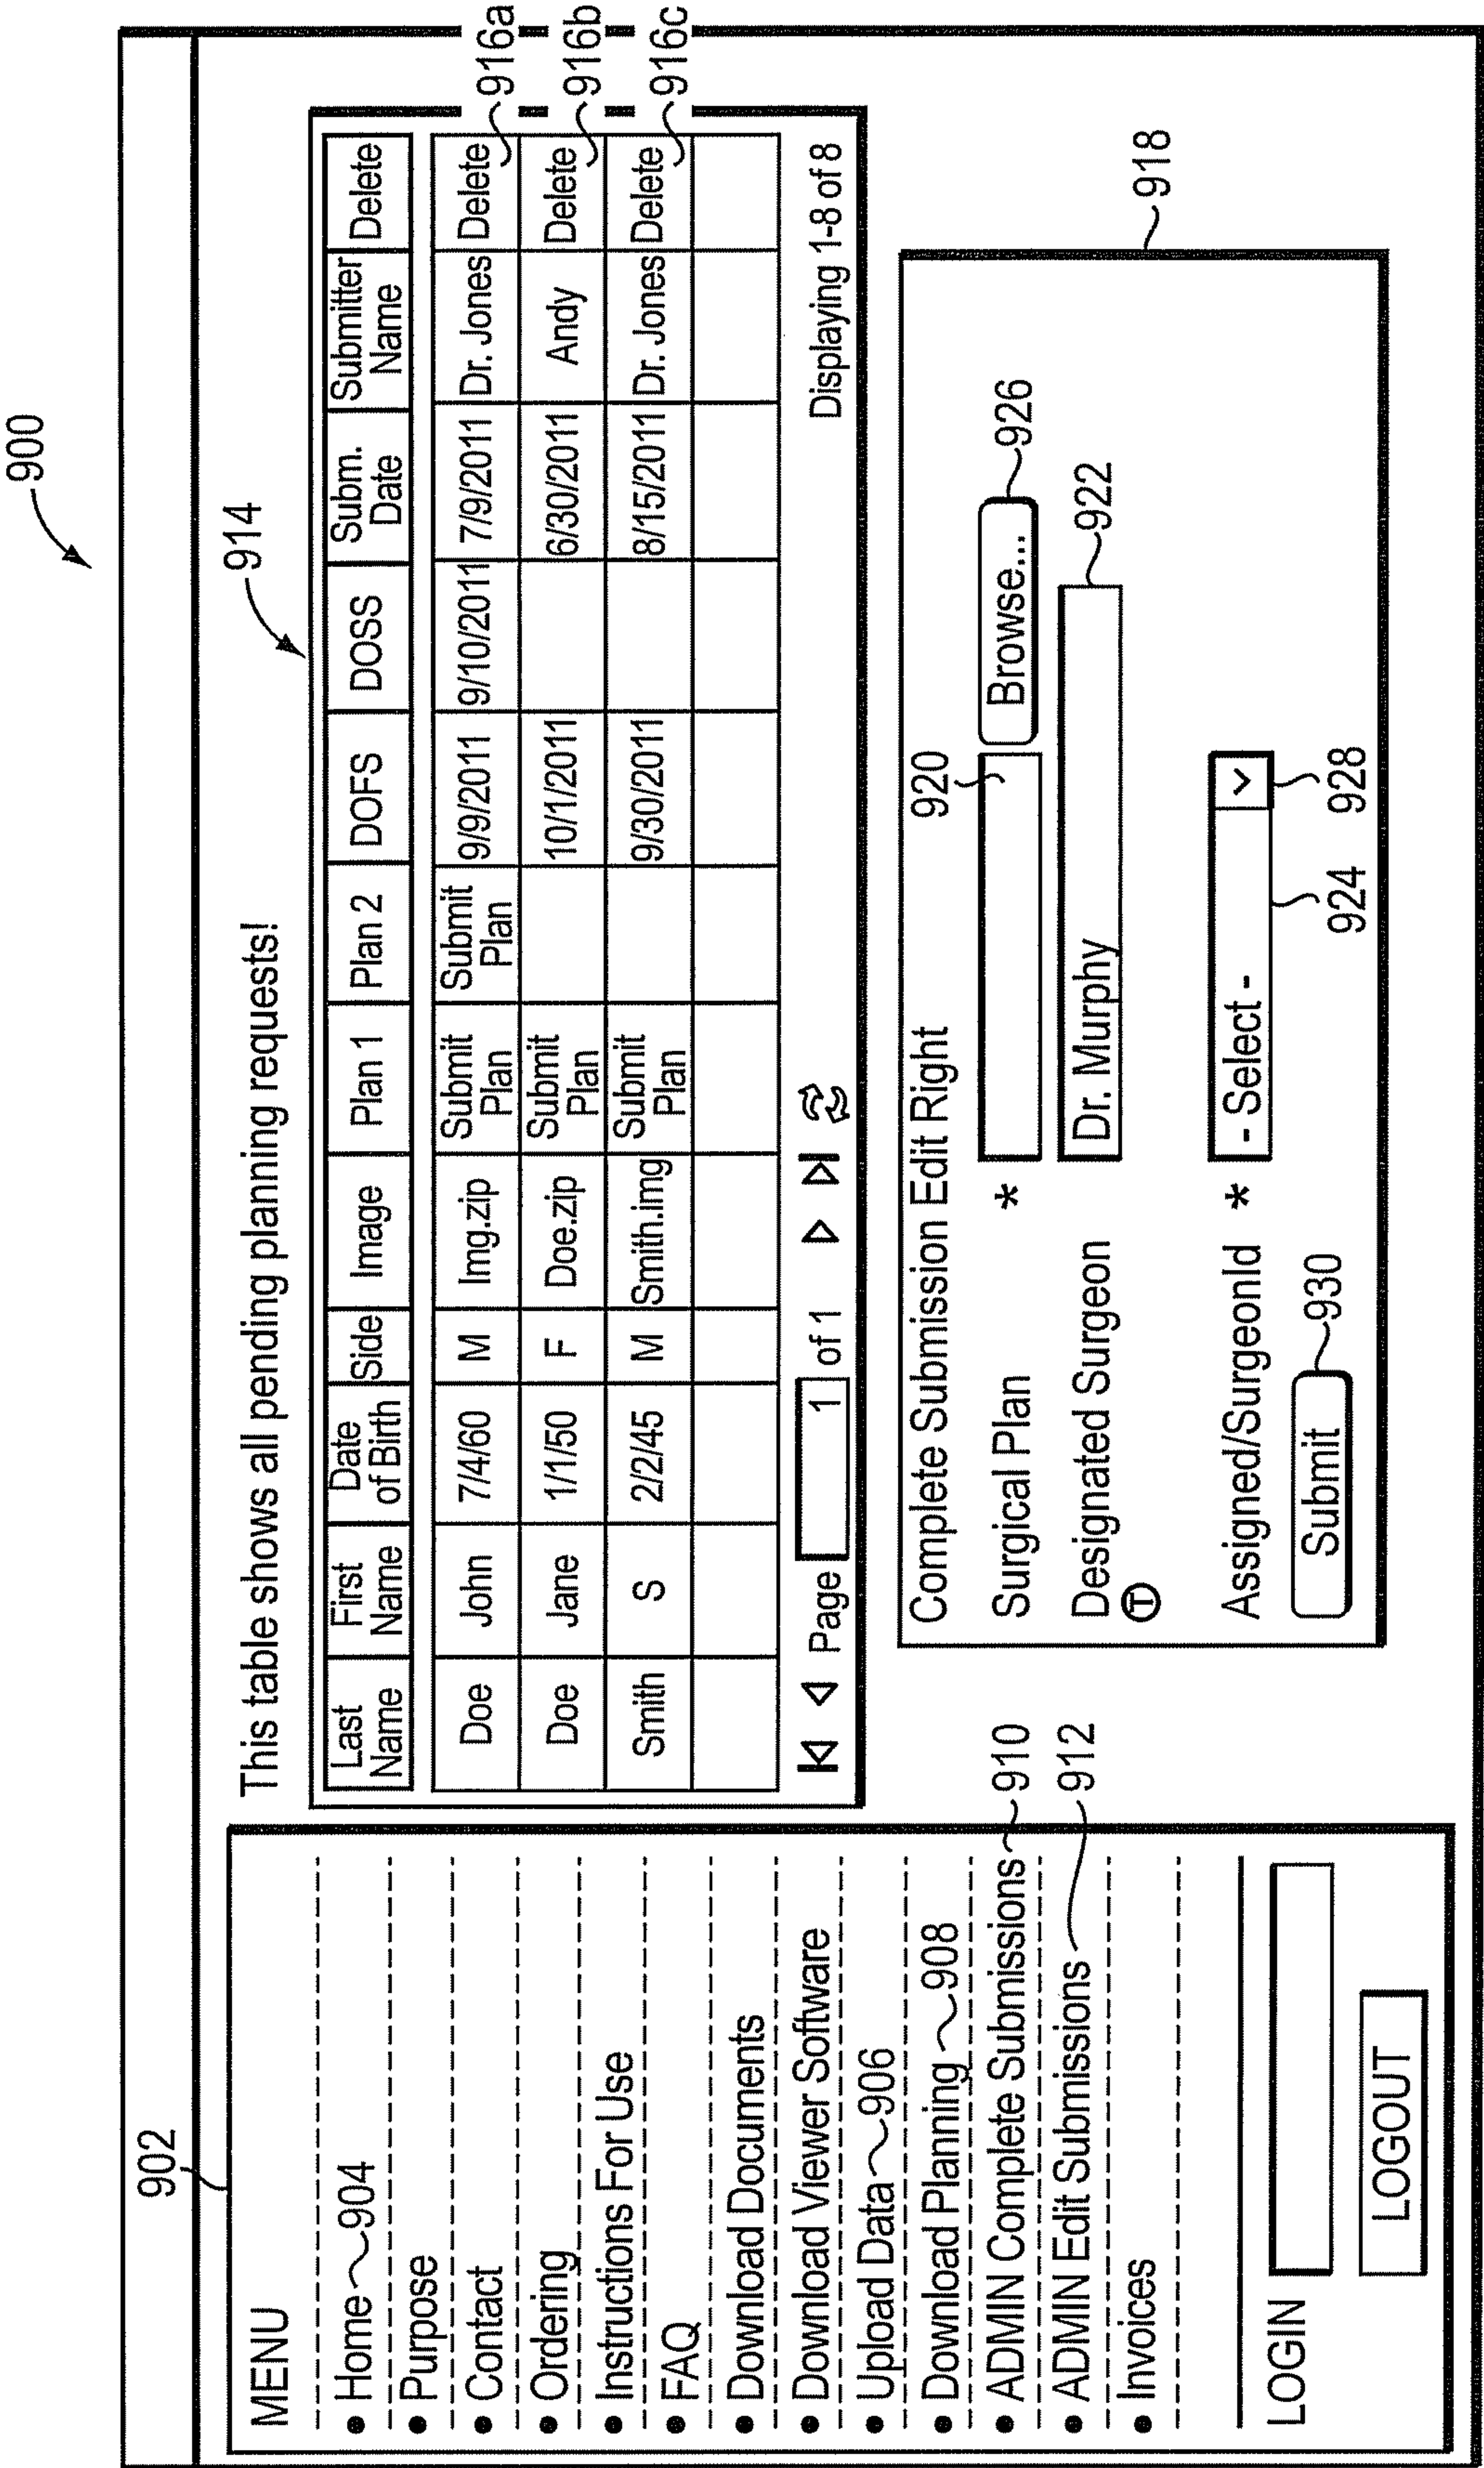 900
902
MENU
• Home 904
• Purpose
• Contact
• Ordering
• Instructions For Use
• FAQ
• Download Documents
• Download Viewer Software
• Upload Data 906
• Download Planning 908
• ADMIN Complete Submissions 910
• ADMIN Edit Submissions 912
• Invoices
LOGIN
LOGOUT
This table shows all pending planning requests!
914
Last Name First Name Date of Birth Side Image Plan 1 Plan 2 DOFS DOSS Subm. Date Submitter Name Delete
Doe John 7/4/60 M Img.zip Submit Plan Submit Plan 9/9/2011 9/10/2011 7/9/2011 Dr. Jones Delete 916a
Doe Jane 1/1/50 F Doe.zip Submit Plan 10/1/2011 6/30/2011 Andy Delete 916b
Smith S 2/2/45 M Smith.img Submit Plan 9/30/2011 8/15/2011 Dr. Jones Delete 916c
Page 1 of 1 Displaying 1-8 of 8
918
Complete Submission Edit Right
920
Surgical Plan * Browse... 926
Designated Surgeon Dr. Murphy 922
T
Assigned/SurgeonId * - Select -
924 928
Submit 930